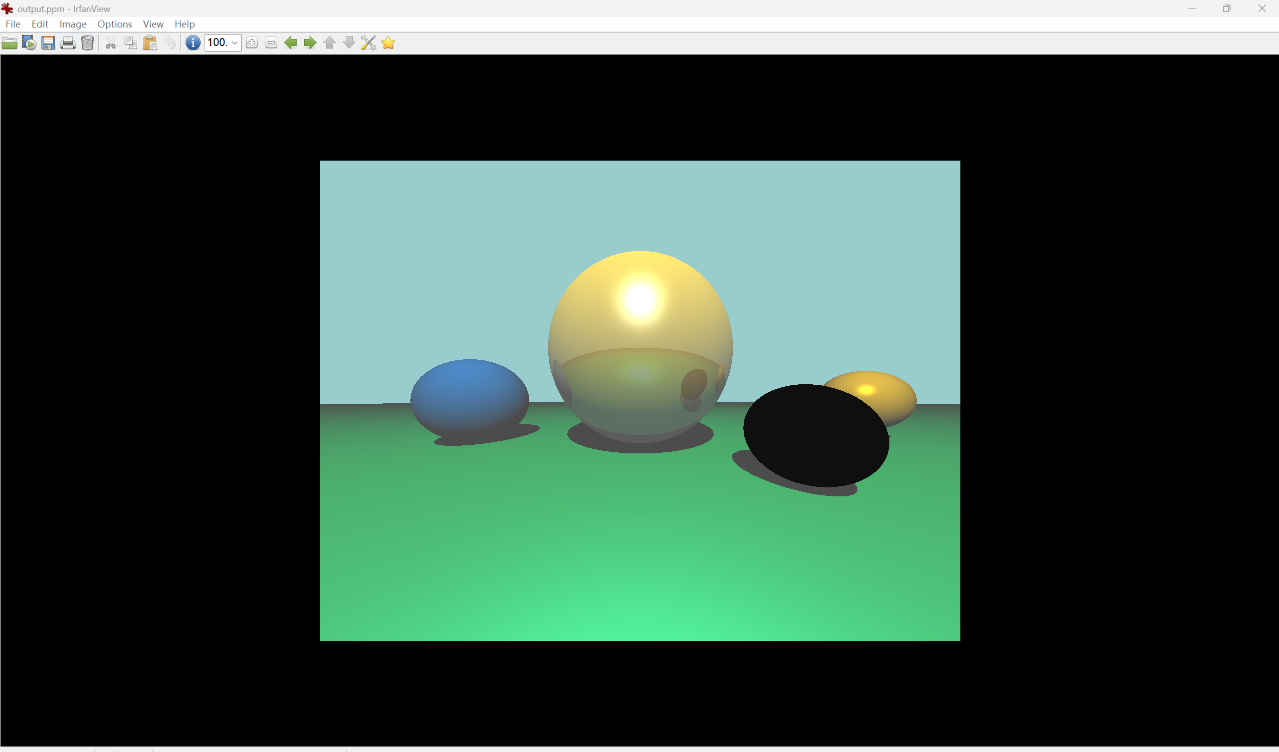 output.ppm - IrfanView
File Edit Image Options View Help
100.